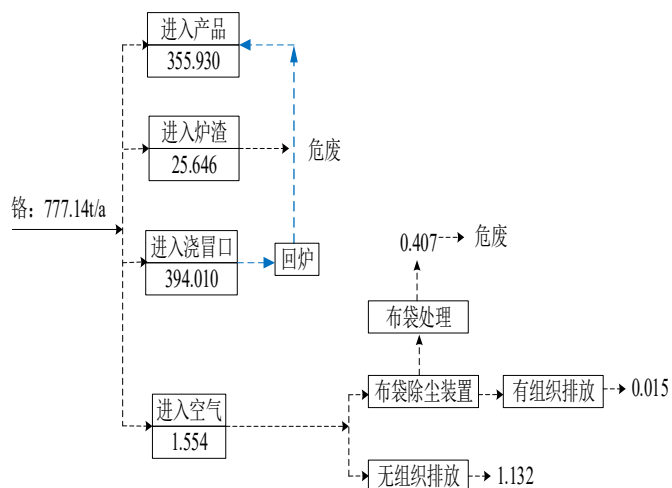 进入产品
355.930
进入炉渣
25.646
危废
铬：777.14t/a
进入浇冒口
394.010
回炉
0.407
危废
布袋处理
进入空气
1.554
布袋除尘装置
有组织排放
0.015
无组织排放
1.132